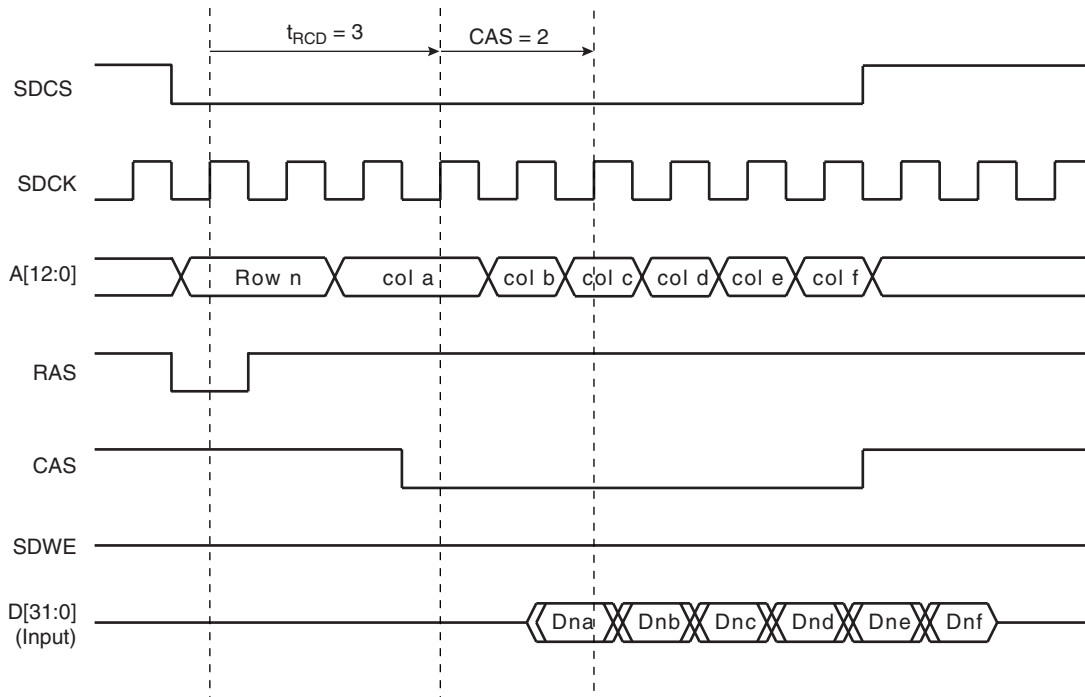 tRCD = 3
CAS = 2
SDCS
SDCK
A[12:0]
Row n
col a
col b
col c
col d
col e
col f
RAS
CAS
SDWE
D[31:0]
(Input)
Dna
Dnb
Dnc
Dnd
Dne
Dnf